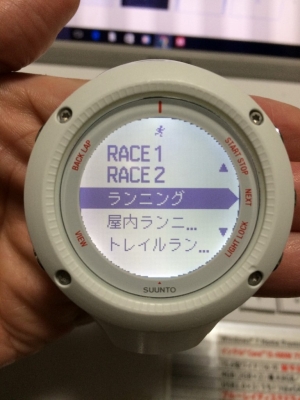 BACK LAP
START STOP
RACE 1
RACE 2
ランニング
NEXT
屋内ランニ...
トレイルラン...
VIEW
LIGHT LOCK
SUUNTO